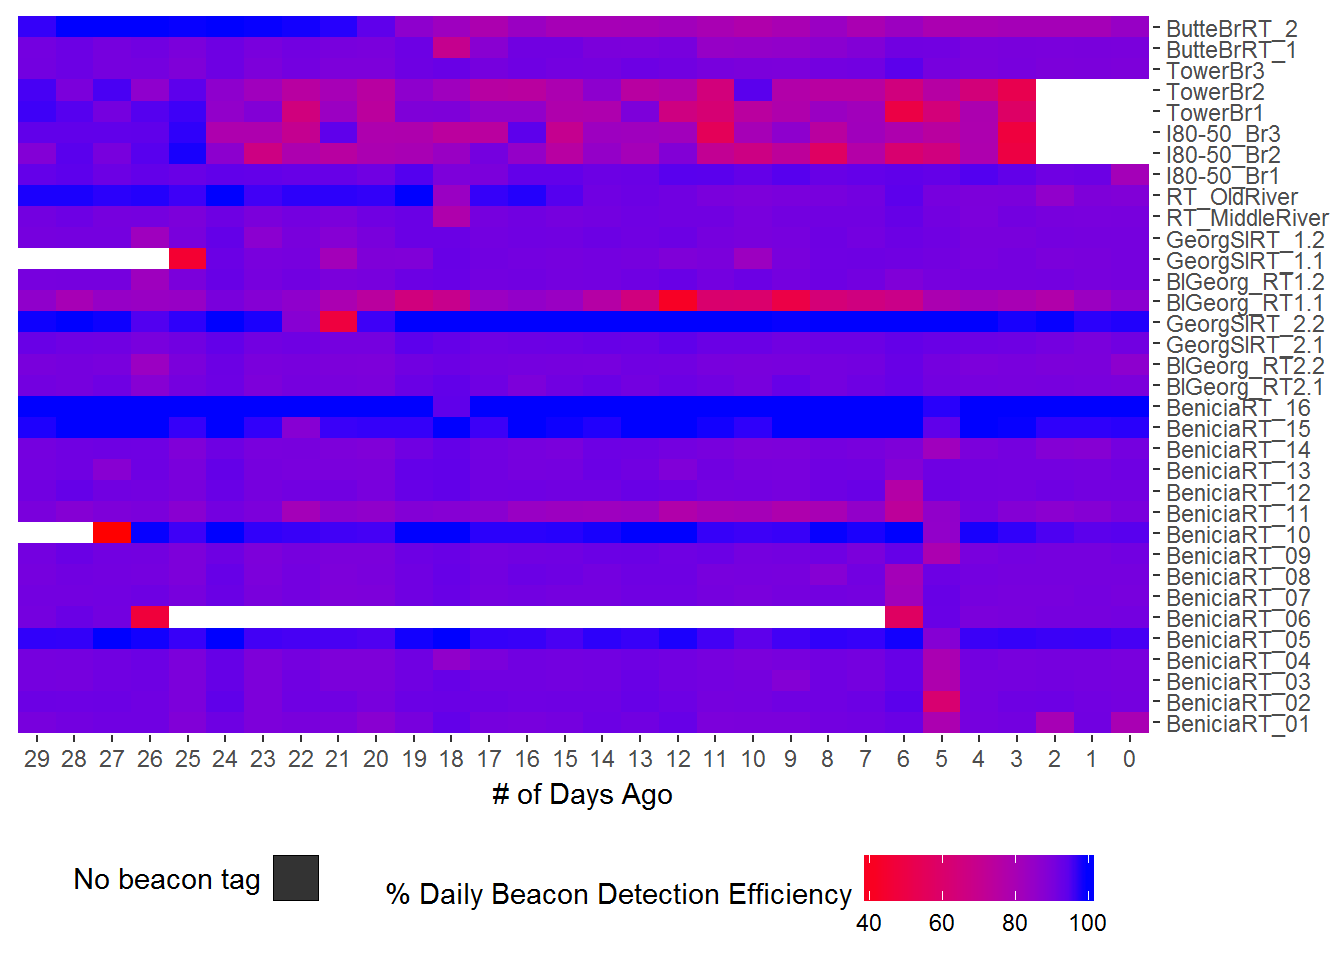 ButteBrRT_2
ButteBrRT_1
TowerBr3
TowerBr2
TowerBr1
I80-50_Br3
I80-50_Br2
I80-50_Br1
RT_OldRiver
RT_MiddleRiver
GeorgSlRT_1.2
GeorgSlRT_1.1
BlGeorg_RT1.2
BlGeorg_RT1.1
GeorgSlRT_2.2
GeorgSlRT_2.1
BlGeorg_RT2.2
BlGeorg_RT2.1
BeniciaRT_16
BeniciaRT_15
BeniciaRT_14
BeniciaRT_13
BeniciaRT_12
BeniciaRT_11
BeniciaRT_10
BeniciaRT_09
BeniciaRT_08
BeniciaRT_07
BeniciaRT_06
BeniciaRT_05
BeniciaRT_04
BeniciaRT_03
BeniciaRT_02
BeniciaRT_01
29 28 27 26 25 24 23 22 21 20 19 18 17 16 15 14 13 12 11 10 9 8 7 6 5 4 3 2 1 0
# of Days Ago
No beacon tag
% Daily Beacon Detection Efficiency
40 60 80 100